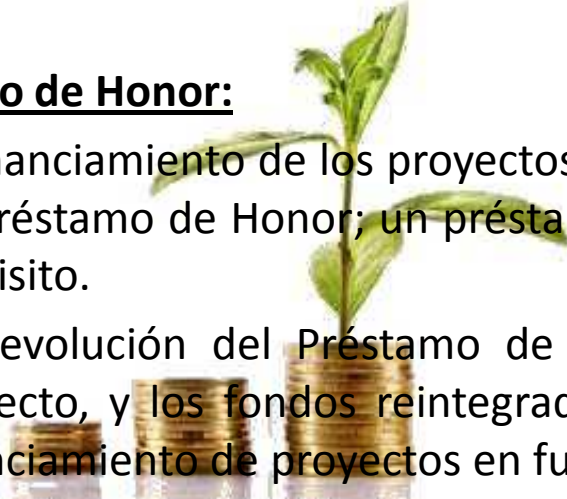 o de Honor:
nanciamiento de los proyectos
réstamo de Honor; un présta
isito.
evolución del Préstamo de
ecto, y los fondos reintegrad
nciamiento de proyectos en fu